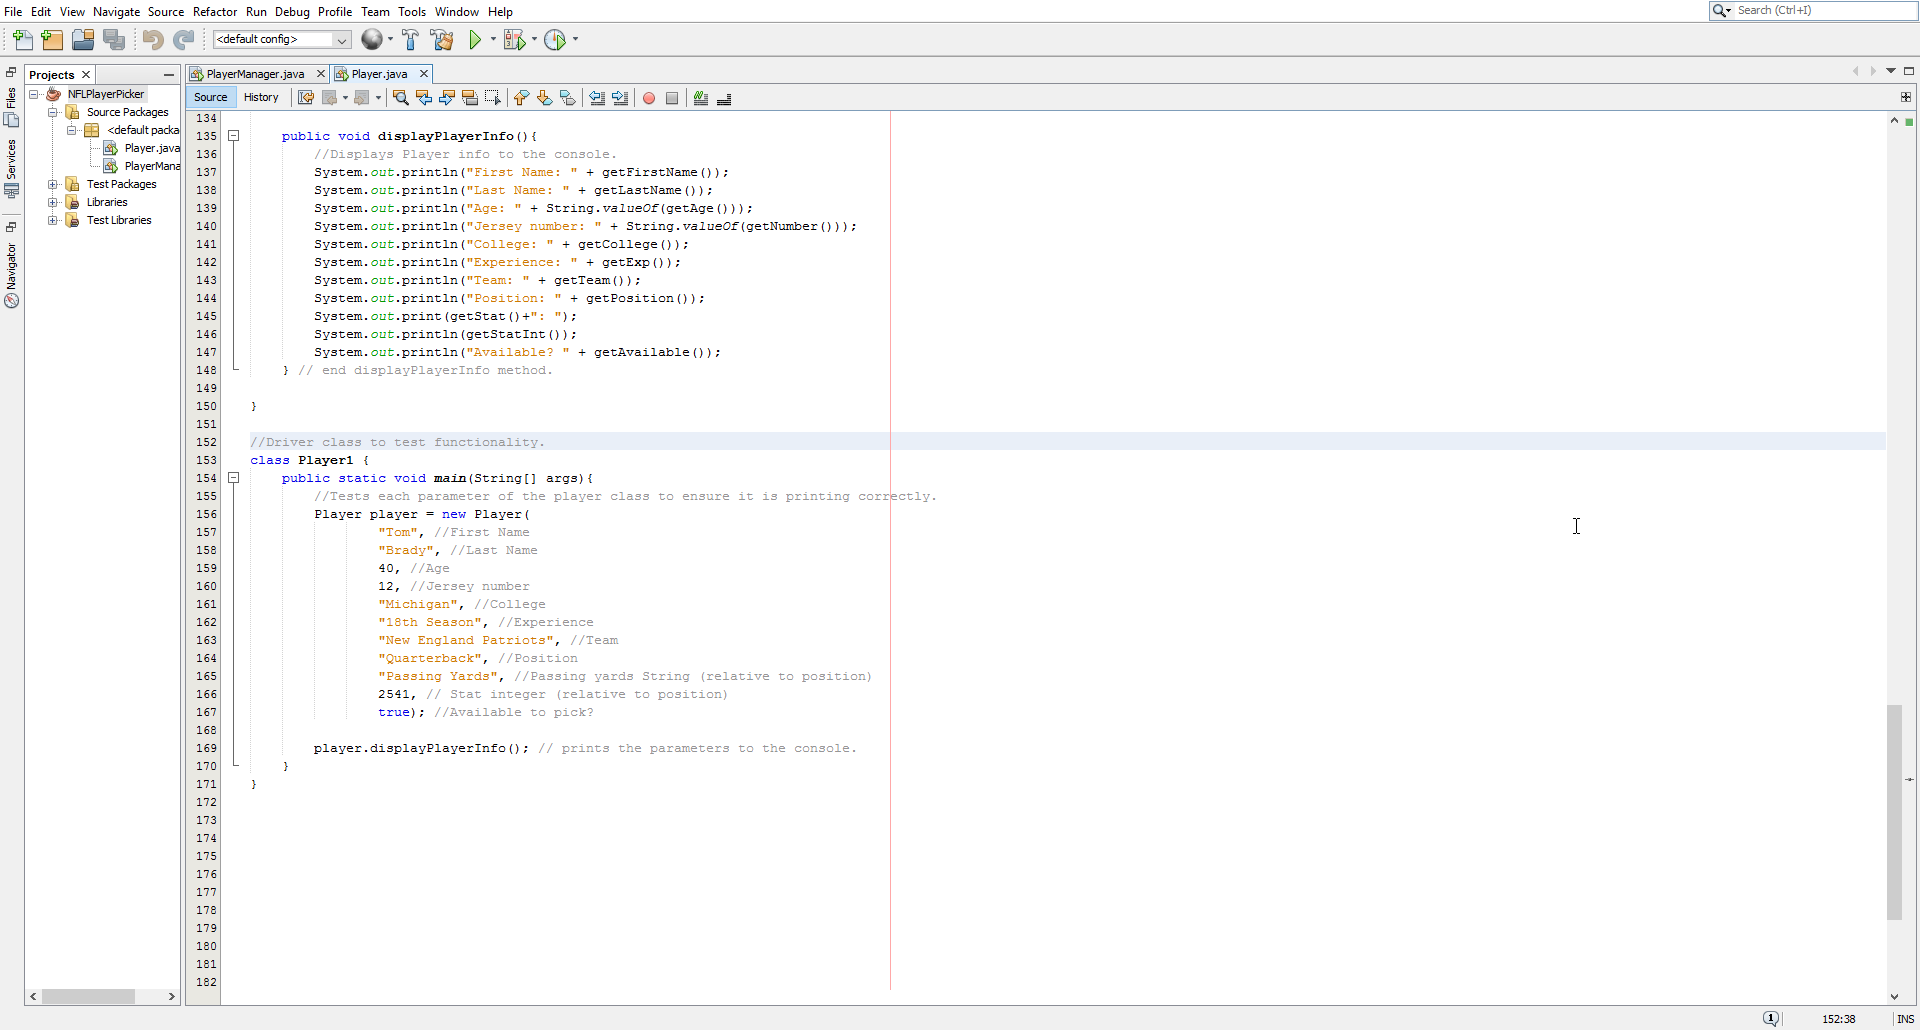 File Edit View Navigate Source Refactor Run Debug Profile Team Tools Window Help
Search (Ctrl+I)
<default config>
Projects
PlayerManager.java
Player.java
Files
Services
Navigator
NFLPlayerPicker
Source Packages
<default packa
Player.java
PlayerMana
Test Packages
Libraries
Test Libraries
Source History
134
135 public void displayPlayerInfo(){
136 //Displays Player info to the console.
137 System.out.println("First Name: " + getFirstName());
138 System.out.println("Last Name: " + getLastName());
139 System.out.println("Age: " + String.valueOf(getAge()));
140 System.out.println("Jersey number: " + String.valueOf(getNumber()));
141 System.out.println("College: " + getCollege());
142 System.out.println("Experience: " + getExp());
143 System.out.println("Team: " + getTeam());
144 System.out.println("Position: " + getPosition());
145 System.out.print(getStat()+": ");
146 System.out.println(getStatInt());
147 System.out.println("Available? " + getAvailable());
148 } // end displayPlayerInfo method.
149
150 }
151
152 //Driver class to test functionality.
153 class Player1 {
154 public static void main(String[] args){
155 //Tests each parameter of the player class to ensure it is printing correctly.
156 Player player = new Player(
157 "Tom", //First Name
158 "Brady", //Last Name
159 40, //Age
160 12, //Jersey number
161 "Michigan", //College
162 "18th Season", //Experience
163 "New England Patriots", //Team
164 "Quarterback", //Position
165 "Passing Yards", //Passing yards String (relative to position)
166 2541, // Stat integer (relative to position)
167 true); //Available to pick?
168
169 player.displayPlayerInfo(); // prints the parameters to the console.
170 }
171 }
172
173
174
175
176
177
178
179
180
181
182
1
152:38
INS